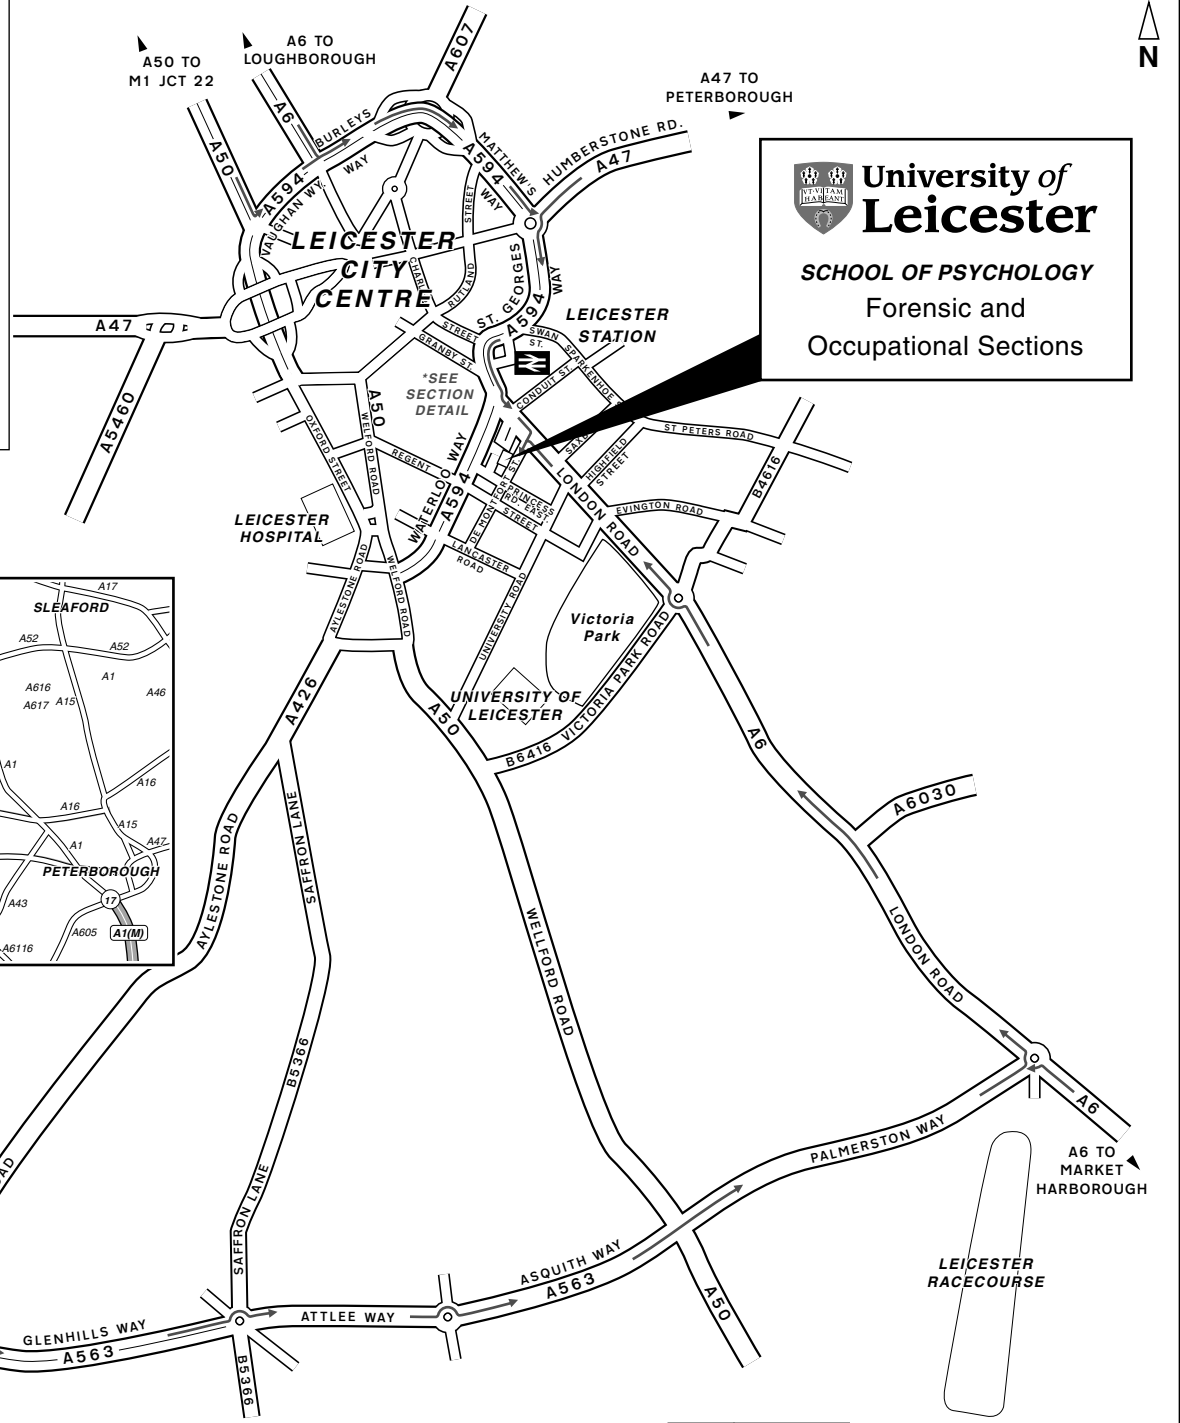 A50 TO
M1 JCT 22
A6 TO
LOUGHBOROUGH
A607
A47 TO
PETERBOROUGH
N
A50
A6
BURLEYS
WAY
A594
VAUGHAN WY.
MATTHEW'S
WAY
A594
HUMBERSTONE RD.
A47
University of
Leicester
SCHOOL OF PSYCHOLOGY
Forensic and
Occupational Sections
LEICESTER
CITY
CENTRE
RUTLAND
STREET
ST. GEORGES
WAY
A594
LEICESTER
STATION
A47
A5460
STREET
GRANBY ST.
SWAN
ST.
CONDUIT ST.
*SEE
SECTION
DETAIL
A50
WELFORD ROAD
OXFORD STREET
REGENT
WATERLOO WAY
A594
HIGHFIELD
STREET
ST PETERS ROAD
B4616
LONDON ROAD
EVINGTON ROAD
PRINCESS
RD. EAST.
STREET
LEICESTER
HOSPITAL
LANCASTER
ROAD
AYLESTONE ROAD
WELFORD ROAD
UNIVERSITY ROAD
Victoria
Park
VICTORIA PARK ROAD
B6416
UNIVERSITY OF
LEICESTER
A50
A426
A6
A6030
A17
SLEAFORD
A52
A52
A1
A616
A617
A15
A46
A1
A16
A16
A15
A1
A47
PETERBOROUGH
17
A43
A605
A1(M)
A6116
AYLESTONE ROAD
SAFFRON LANE
WELLFORD ROAD
LONDON ROAD
B5366
SAFFRON LANE
PALMERSTON WAY
A6
A6 TO
MARKET
HARBOROUGH
LEICESTER
RACECOURSE
ASQUITH WAY
A563
A50
ATTLEE WAY
GLENHILLS WAY
A563
B5366